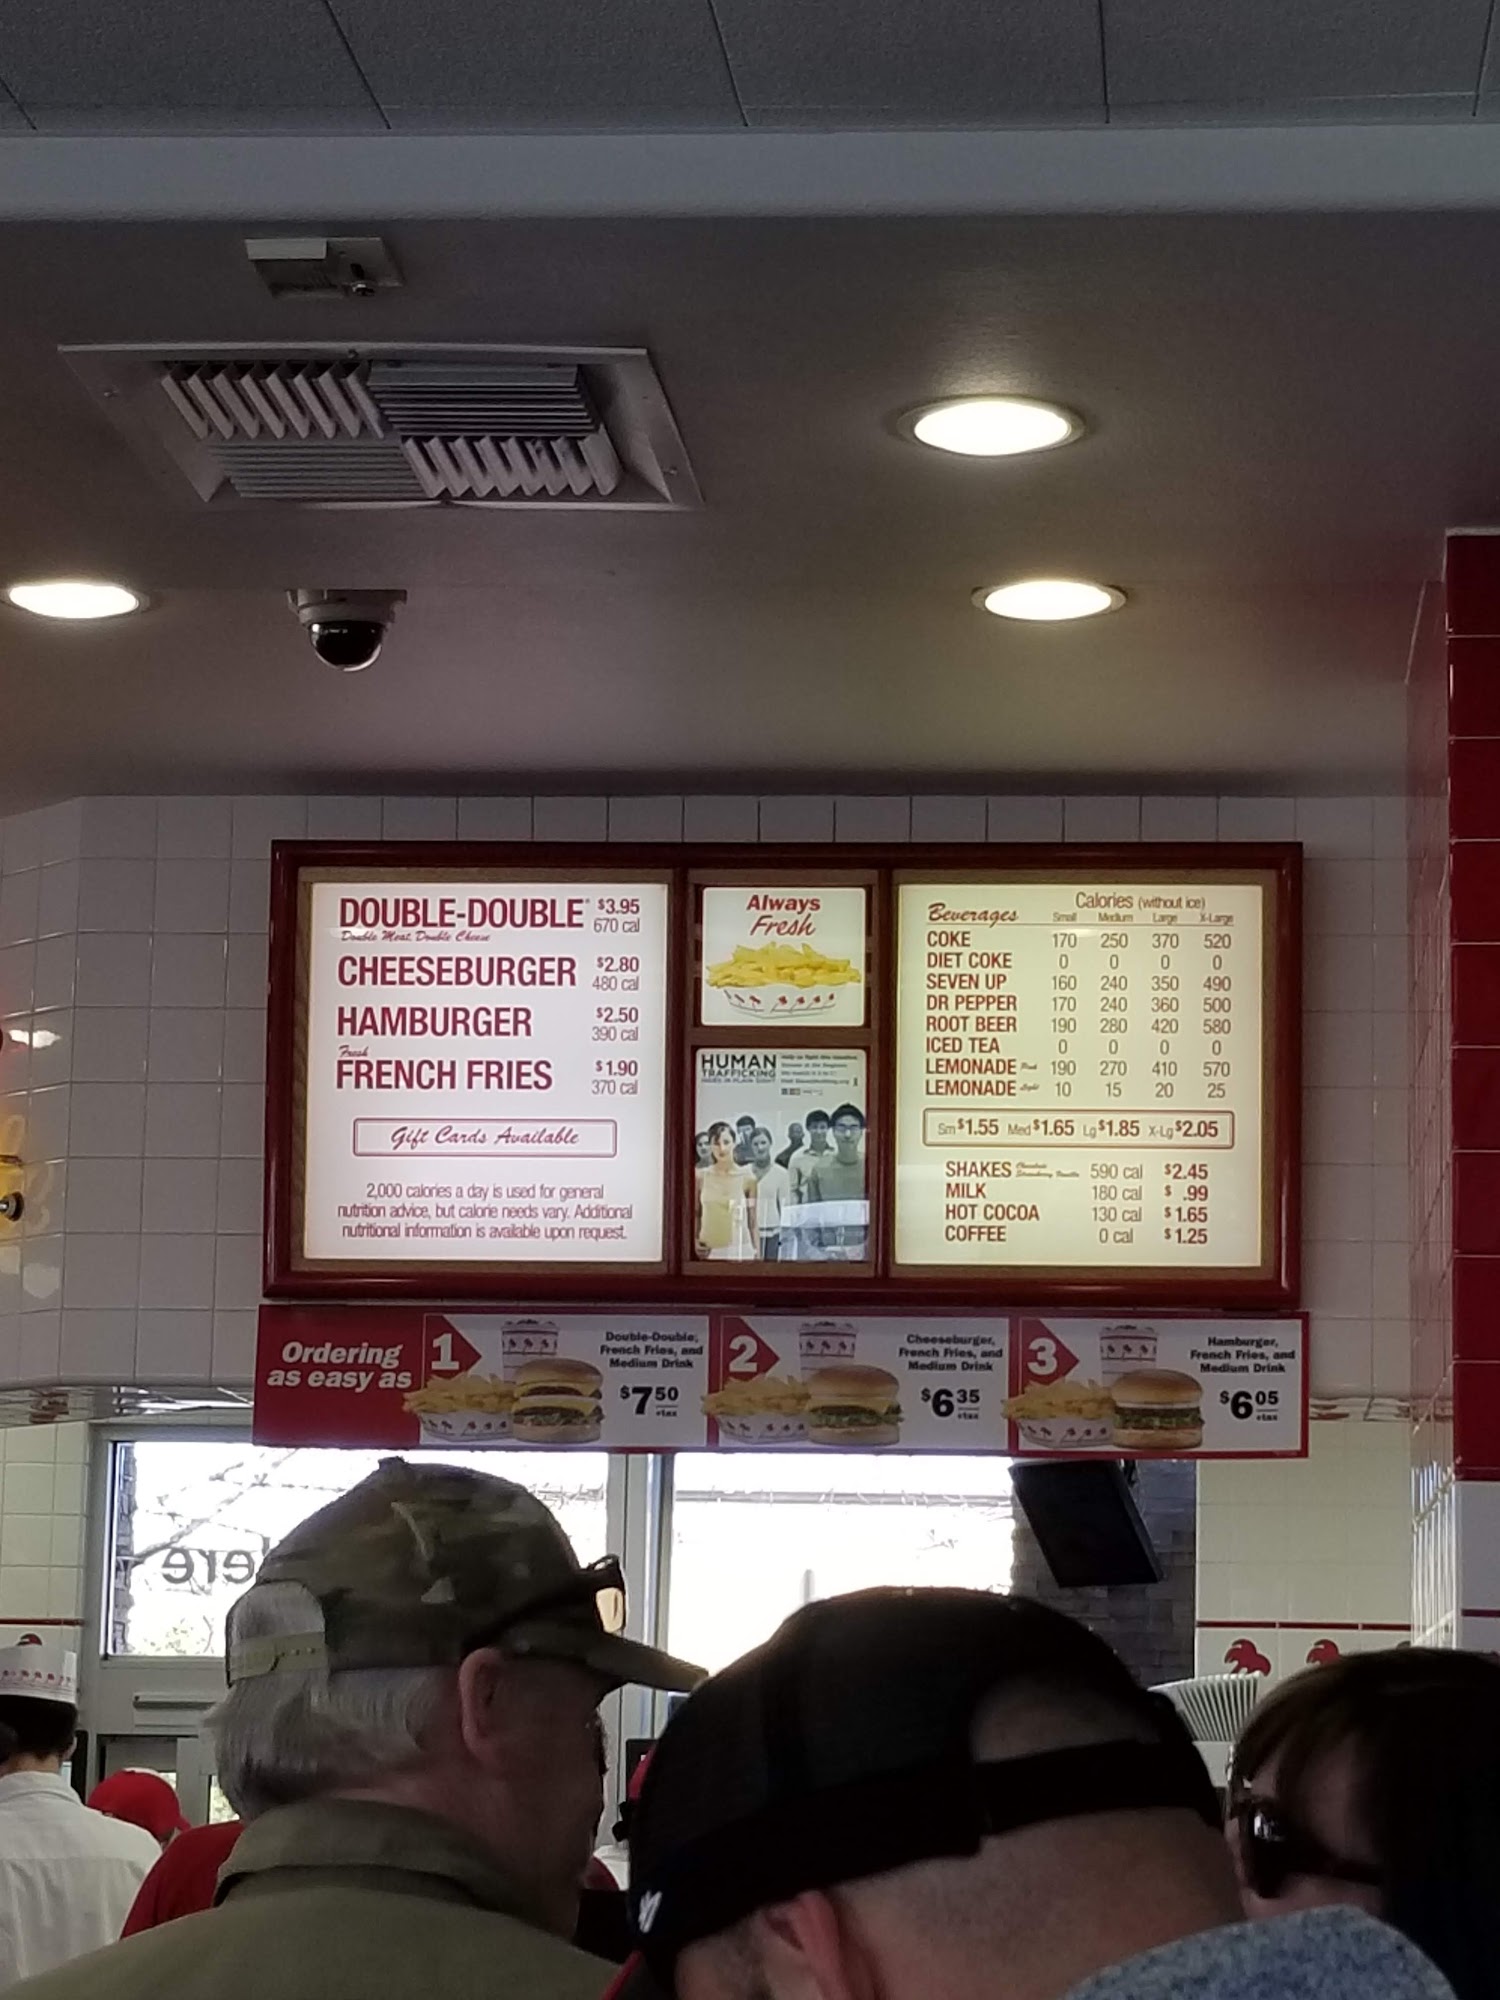 DOUBLE-DOUBLE $3.95
Double Meat, Double Cheese 670 cal
CHEESEBURGER $2.80
480 cal
HAMBURGER $2.50
390 cal
Fresh
FRENCH FRIES $1.90
370 cal
Gift Cards Available
2,000 calories a day is used for general
nutrition advice, but calorie needs vary. Additional
nutritional information is available upon request.
Always
Fresh
HUMAN
TRAFFICKING
HIDES IN PLAIN SIGHT
Calories (without ice)
Beverages Small Medium Large X-Large
COKE 170 250 370 520
DIET COKE 0 0 0 0
SEVEN UP 160 240 350 490
DR PEPPER 170 240 360 500
ROOT BEER 190 280 420 580
ICED TEA 0 0 0 0
LEMONADE Pink 190 270 410 570
LEMONADE Light 10 15 20 25
Sm $1.55 Med $1.65 Lg $1.85 X-Lg $2.05
SHAKES Chocolate Strawberry Vanilla 590 cal $2.45
MILK 180 cal $ .99
HOT COCOA 130 cal $1.65
COFFEE 0 cal $1.25
Ordering
as easy as
1
Double-Double,
French Fries, and
Medium Drink
$7 50
+tax
2
Cheeseburger,
French Fries, and
Medium Drink
$6 35
+tax
3
Hamburger,
French Fries, and
Medium Drink
$6 05
+tax